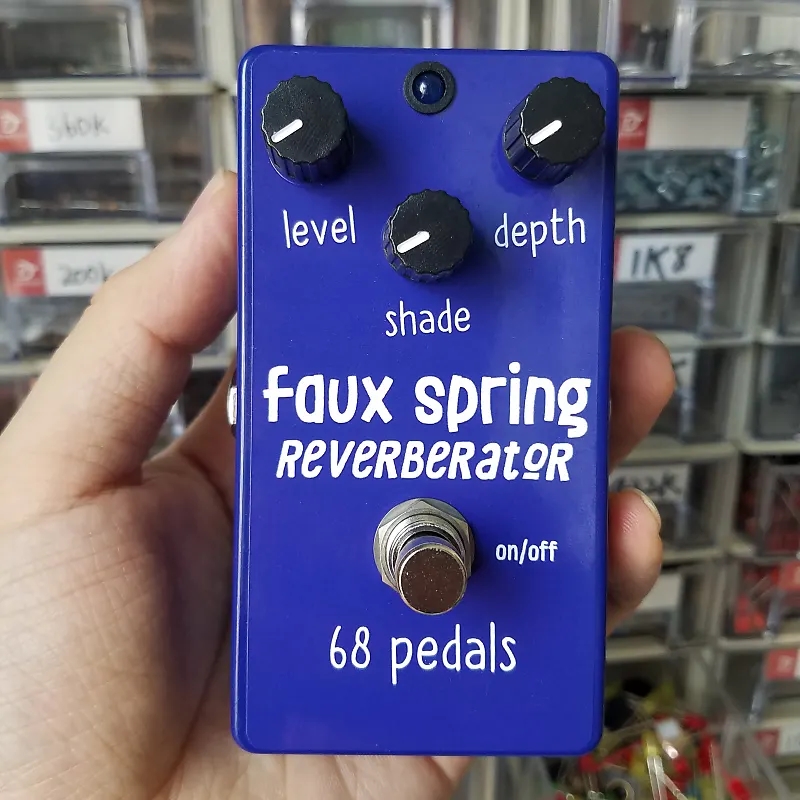 560k
200k
1K8
level
depth
shade
faux spring
REVERBERATOR
on/off
68 pedals